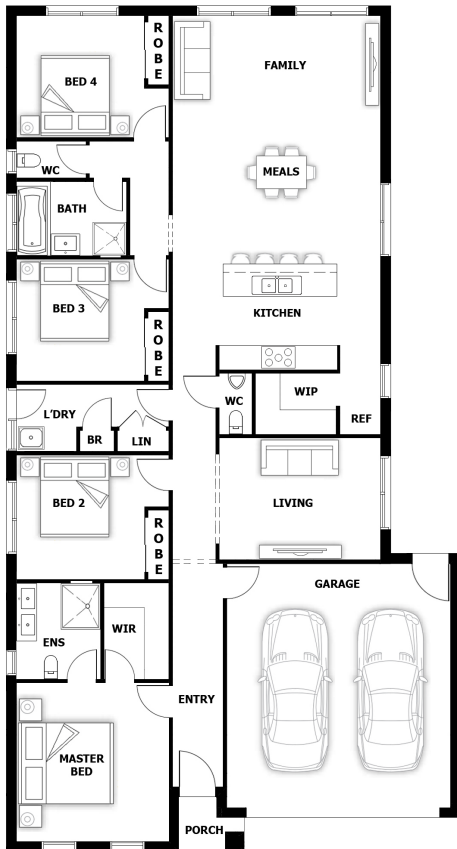 ROBE
BED 4
FAMILY
WC
MEALS
BATH
BED 3
KITCHEN
ROBE
L'DRY
WC
WIP
REF
BR
LIN
BED 2
LIVING
ROBE
GARAGE
WIR
ENS
ENTRY
MASTER
BED
PORCH